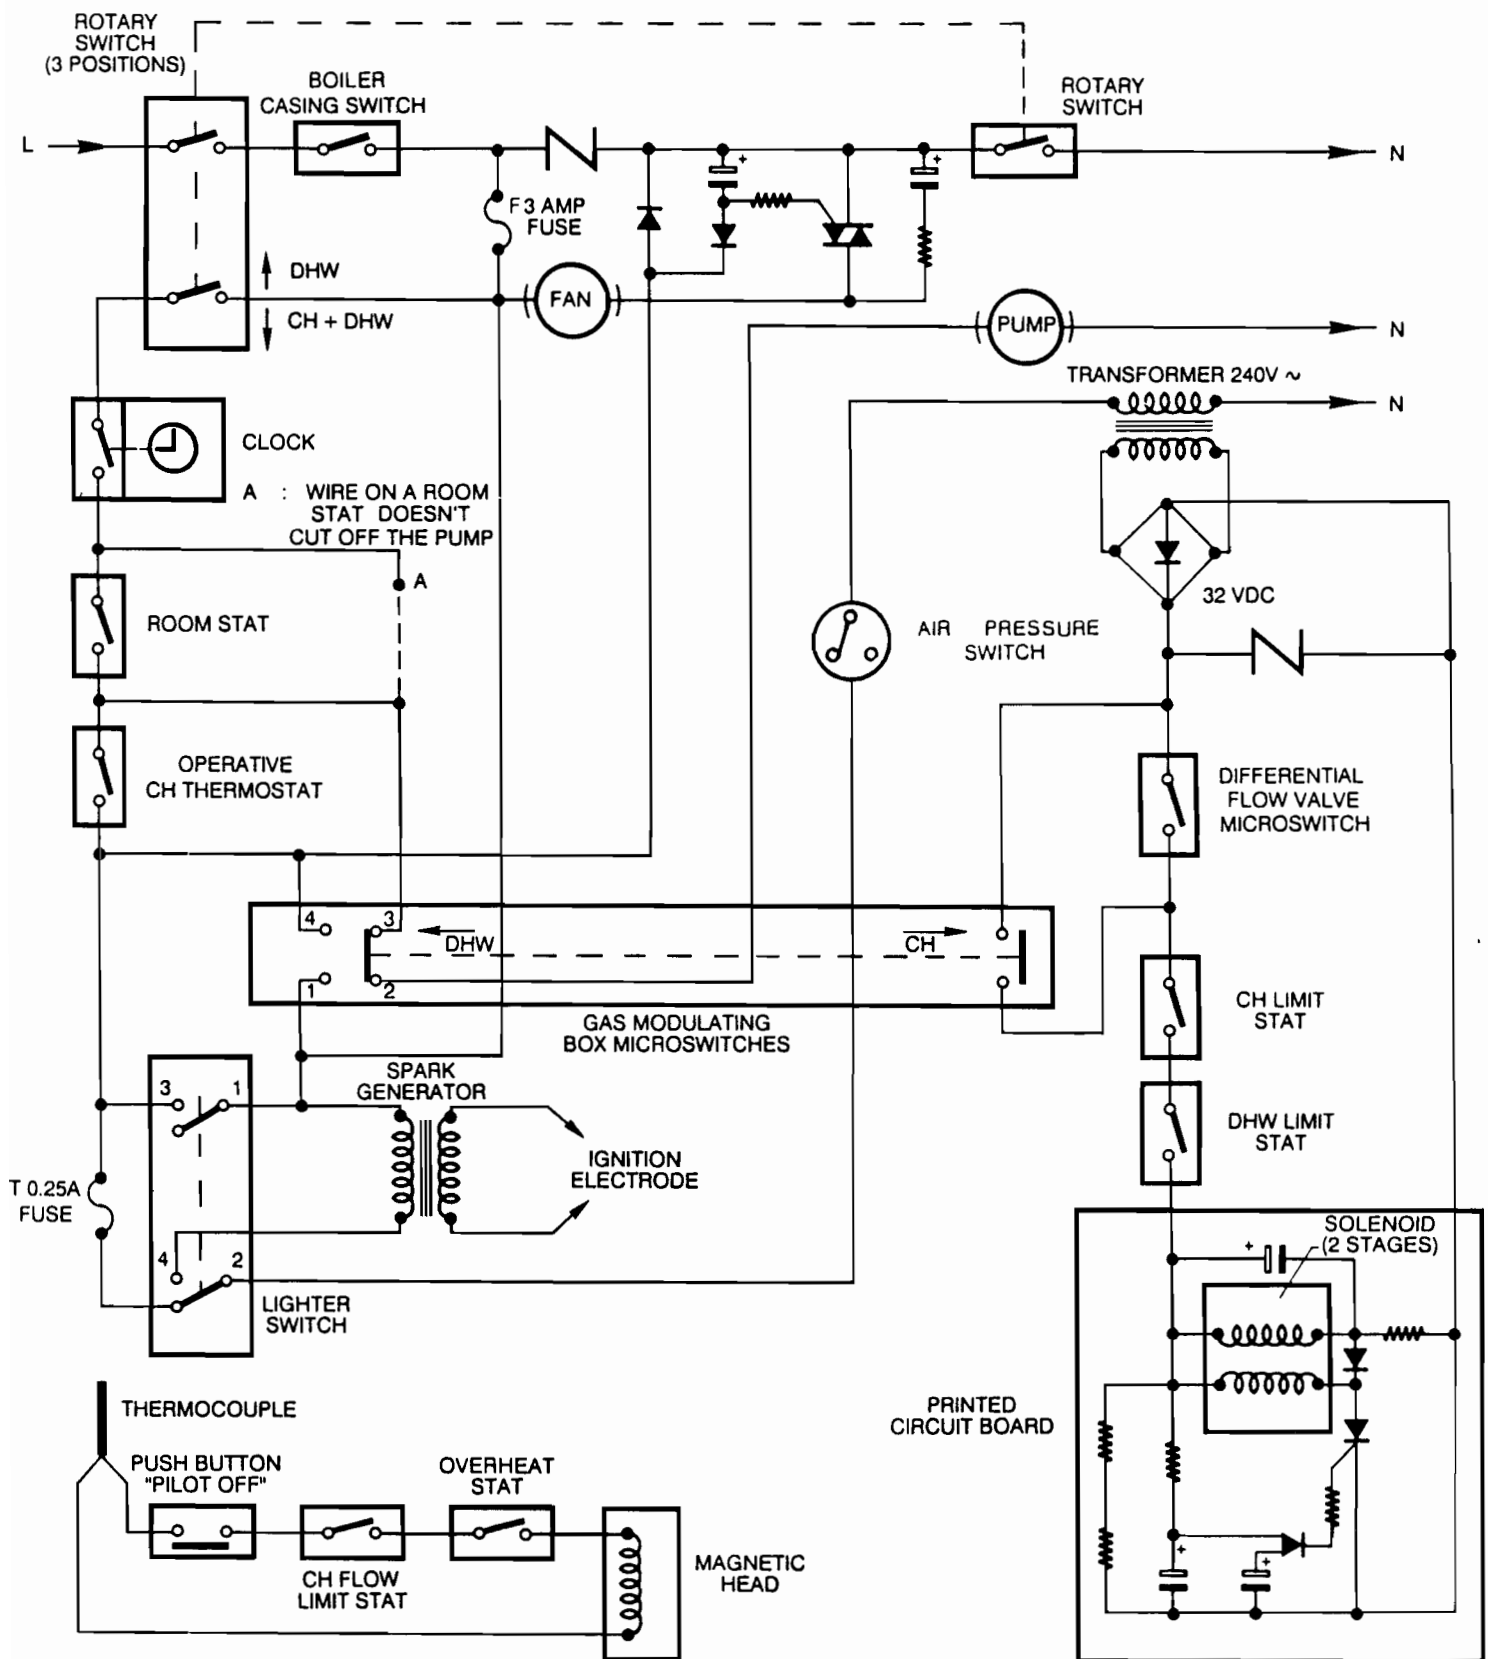 ROTARY
SWITCH
(3 POSITIONS)
BOILER
CASING SWITCH
ROTARY
SWITCH
L
N
F 3 AMP
FUSE
+
+
DHW
CH + DHW
FAN
PUMP
N
TRANSFORMER 240V ~
N
CLOCK
A : WIRE ON A ROOM
STAT DOESN'T
CUT OFF THE PUMP
A
ROOM STAT
32 VDC
AIR PRESSURE
SWITCH
OPERATIVE
CH THERMOSTAT
DIFFERENTIAL
FLOW VALVE
MICROSWITCH
4
3
DHW
CH
1
2
GAS MODULATING
BOX MICROSWITCHES
CH LIMIT
STAT
SPARK
GENERATOR
3
1
DHW LIMIT
STAT
IGNITION
ELECTRODE
T 0.25A
FUSE
4
2
LIGHTER
SWITCH
SOLENOID
(2 STAGES)
+
THERMOCOUPLE
PRINTED
CIRCUIT BOARD
PUSH BUTTON
"PILOT OFF"
OVERHEAT
STAT
CH FLOW
LIMIT STAT
MAGNETIC
HEAD
+
+